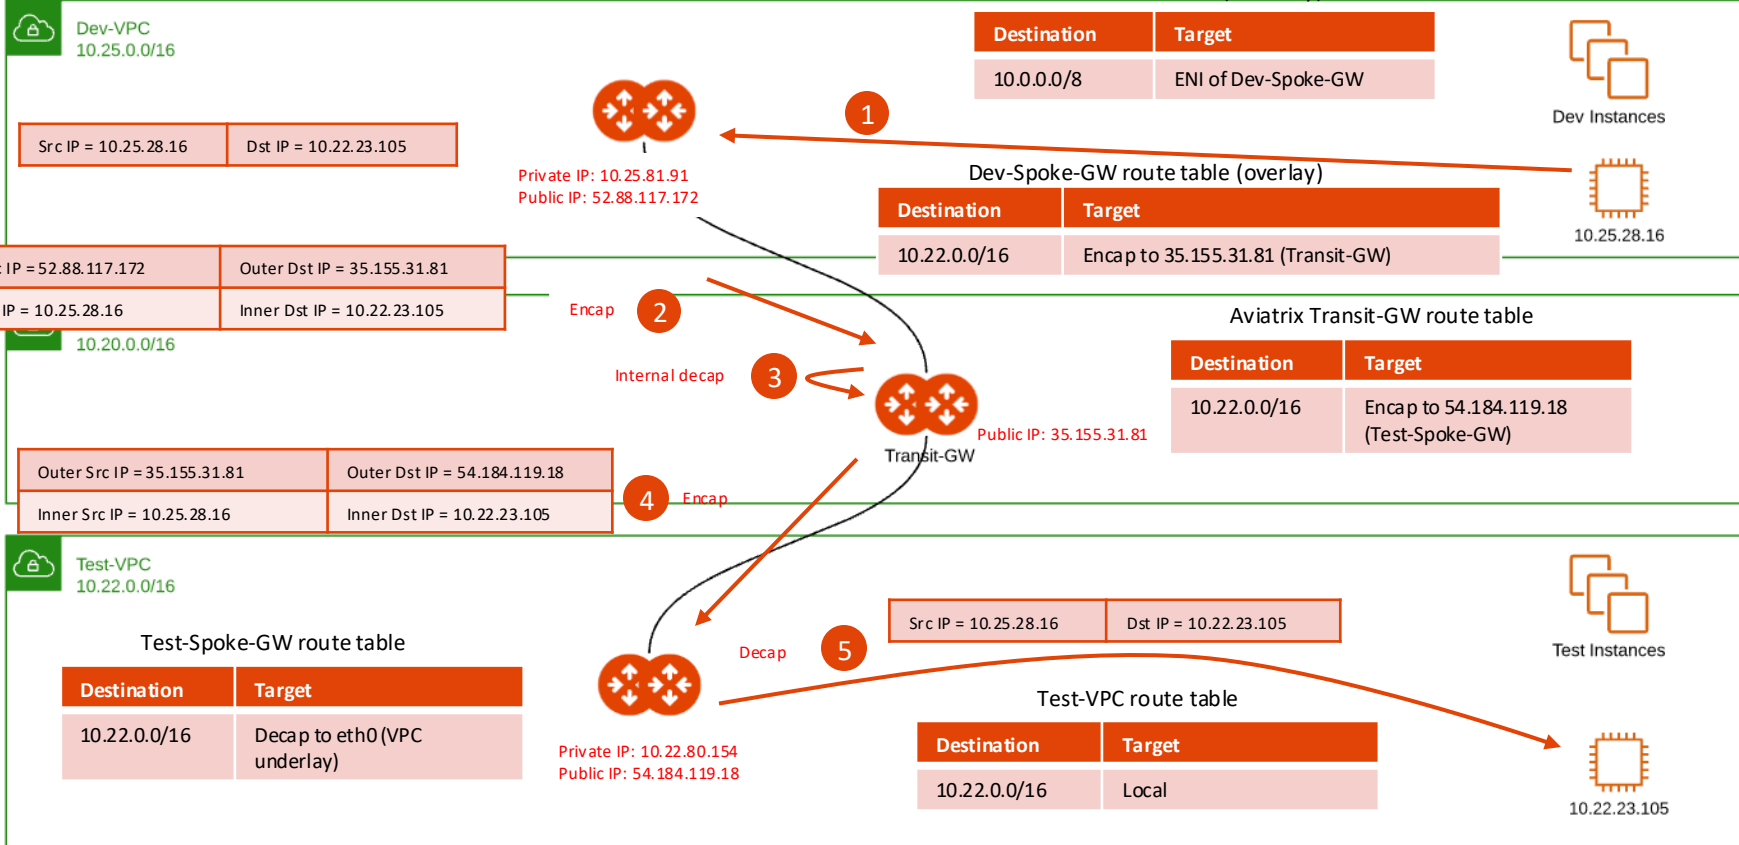 Dev-VPC
10.25.0.0/16
Destination Target
10.0.0.0/8 ENI of Dev-Spoke-GW
Dev Instances
1
Src IP = 10.25.28.16 Dst IP = 10.22.23.105
Private IP: 10.25.81.91
Public IP: 52.88.117.172
Dev-Spoke-GW route table (overlay)
Destination Target
10.22.0.0/16 Encap to 35.155.31.81 (Transit-GW)
10.25.28.16
IP = 52.88.117.172 Outer Dst IP = 35.155.31.81
IP = 10.25.28.16 Inner Dst IP = 10.22.23.105
Encap 2
10.20.0.0/16
Internal decap 3
Aviatrix Transit-GW route table
Destination Target
10.22.0.0/16 Encap to 54.184.119.18
(Test-Spoke-GW)
Public IP: 35.155.31.81
Transit-GW
Outer Src IP = 35.155.31.81 Outer Dst IP = 54.184.119.18
Inner Src IP = 10.25.28.16 Inner Dst IP = 10.22.23.105
4 Encap
Test-VPC
10.22.0.0/16
Test-Spoke-GW route table
Destination Target
10.22.0.0/16 Decap to eth0 (VPC
underlay)
Private IP: 10.22.80.154
Public IP: 54.184.119.18
Decap 5
Src IP = 10.25.28.16 Dst IP = 10.22.23.105
Test Instances
Test-VPC route table
Destination Target
10.22.0.0/16 Local
10.22.23.105